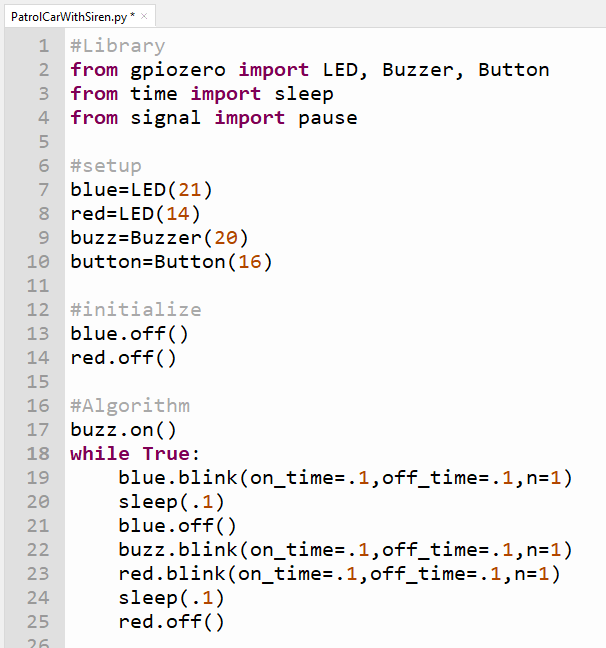 PatrolCarWithSiren.py * ×
1 #Library
2 from gpiozero import LED, Buzzer, Button
3 from time import sleep
4 from signal import pause
5
6 #setup
7 blue=LED(21)
8 red=LED(14)
9 buzz=Buzzer(20)
10 button=Button(16)
11
12 #initialize
13 blue.off()
14 red.off()
15
16 #Algorithm
17 buzz.on()
18 while True:
19     blue.blink(on_time=.1,off_time=.1,n=1)
20     sleep(.1)
21     blue.off()
22     buzz.blink(on_time=.1,off_time=.1,n=1)
23     red.blink(on_time=.1,off_time=.1,n=1)
24     sleep(.1)
25     red.off()
26